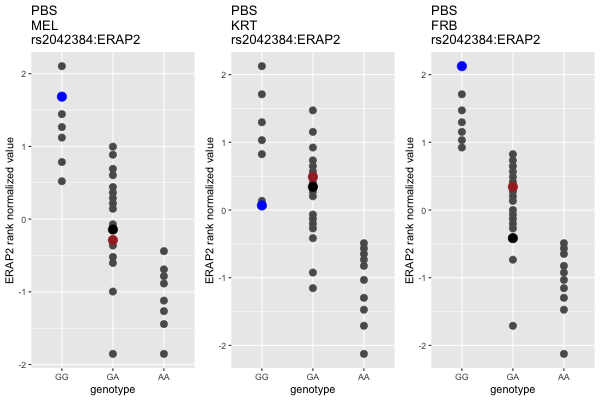 PBS
MEL
rs2042384:ERAP2
ERAP2 rank normalized value
2
1
0
-1
-2
GG GA AA
genotype
PBS
KRT
rs2042384:ERAP2
ERAP2 rank normalized value
2
1
0
-1
-2
GG GA AA
genotype
PBS
FRB
rs2042384:ERAP2
ERAP2 rank normalized value
2
1
0
-1
-2
GG GA AA
genotype